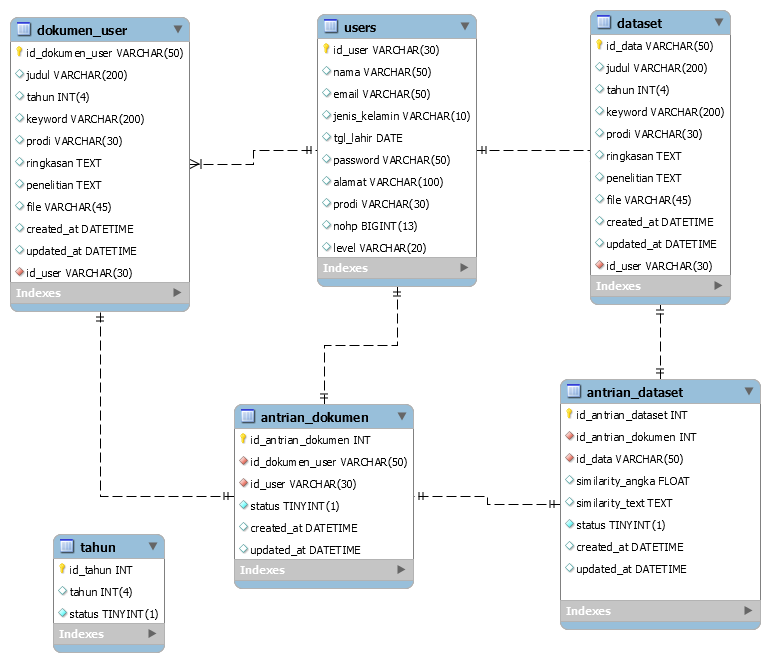 dokumen_user
id_dokumen_user VARCHAR(50)
judul VARCHAR(200)
tahun INT(4)
keyword VARCHAR(200)
prodi VARCHAR(30)
ringkasan TEXT
penelitian TEXT
file VARCHAR(45)
created_at DATETIME
updated_at DATETIME
id_user VARCHAR(30)
Indexes
users
id_user VARCHAR(30)
nama VARCHAR(50)
email VARCHAR(50)
jenis_kelamin VARCHAR(10)
tgl_lahir DATE
password VARCHAR(50)
alamat VARCHAR(100)
prodi VARCHAR(30)
nohp BIGINT(13)
level VARCHAR(20)
Indexes
dataset
id_data VARCHAR(50)
judul VARCHAR(200)
tahun INT(4)
keyword VARCHAR(200)
prodi VARCHAR(30)
ringkasan TEXT
penelitian TEXT
file VARCHAR(45)
created_at DATETIME
updated_at DATETIME
id_user VARCHAR(30)
Indexes
antrian_dokumen
id_antrian_dokumen INT
id_dokumen_user VARCHAR(50)
id_user VARCHAR(30)
status TINYINT(1)
created_at DATETIME
updated_at DATETIME
Indexes
antrian_dataset
id_antrian_dataset INT
id_antrian_dokumen INT
id_data VARCHAR(50)
similarity_angka FLOAT
similarity_text TEXT
status TINYINT(1)
created_at DATETIME
updated_at DATETIME
Indexes
tahun
id_tahun INT
tahun INT(4)
status TINYINT(1)
Indexes